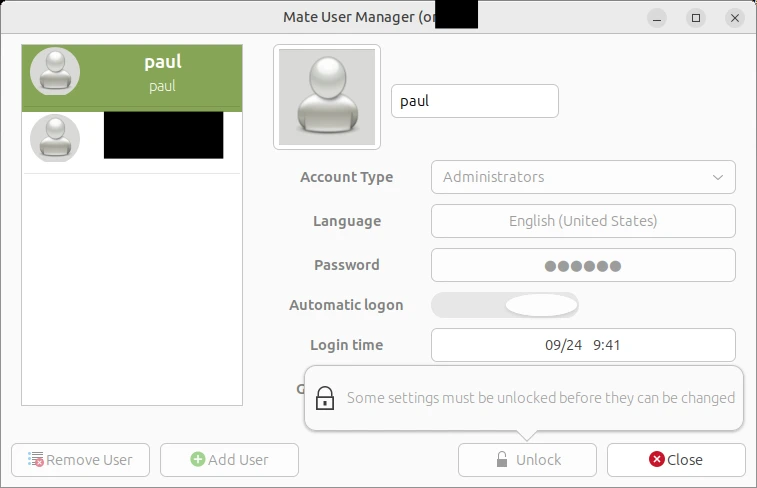 Mate User Manager
paul
paul
paul
Account Type
Administrators
Language
English (United States)
Password
Automatic logon
Login time
09/24 9:41
Some settings must be unlocked before they can be changed
Remove User
Add User
Unlock
Close